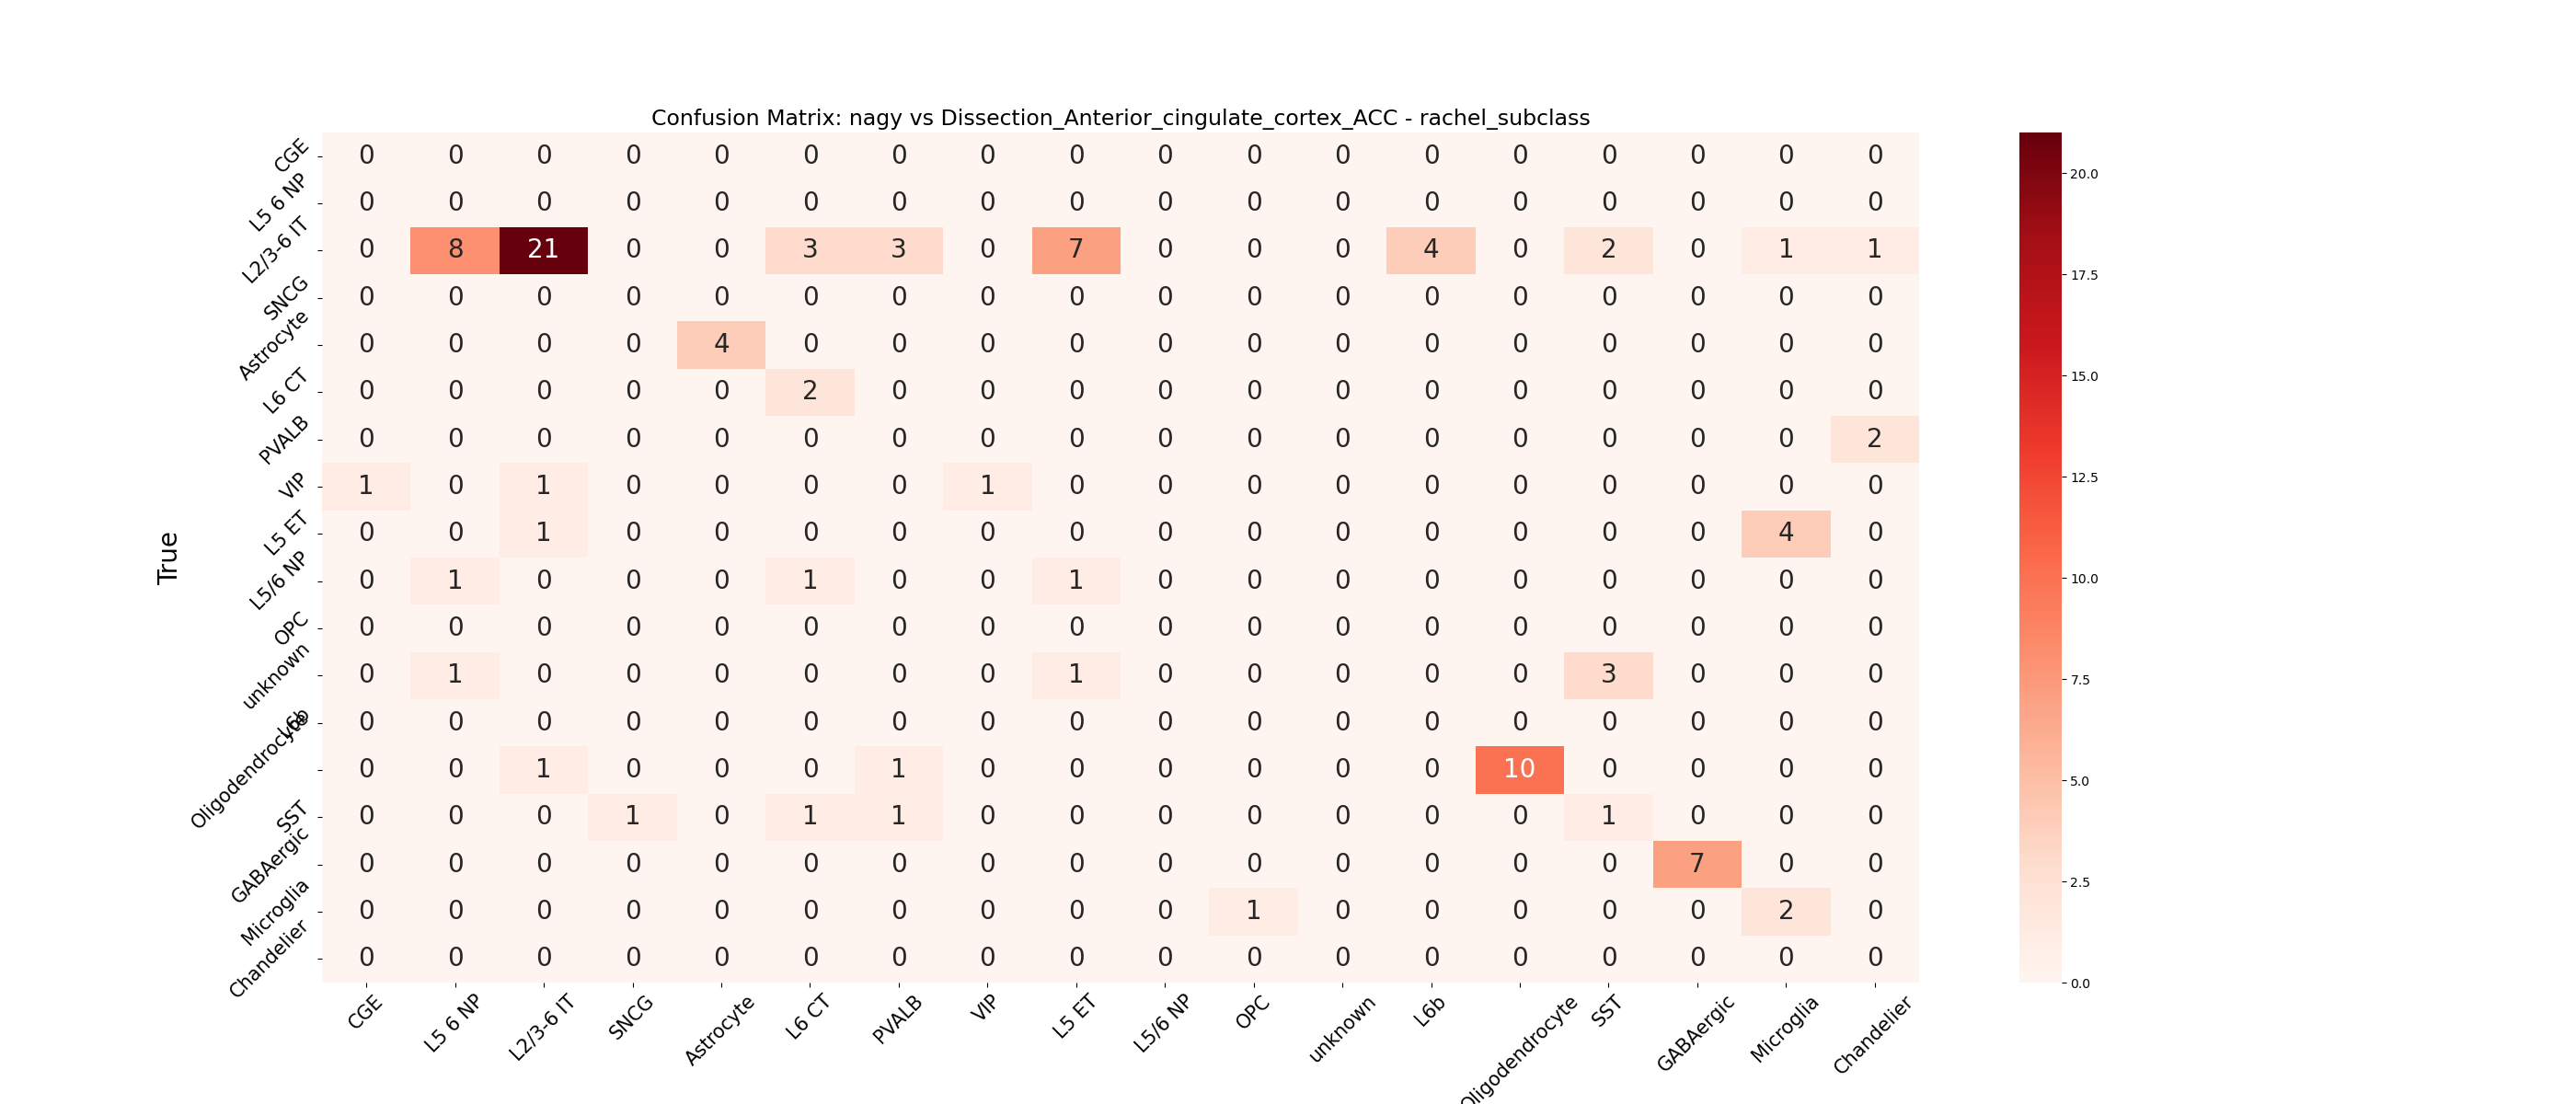 Confusion Matrix: nagy vs Dissection_Anterior_cingulate_cortex_ACC - rachel_subclass
True
CGE 0 0 0 0 0 0 0 0 0 0 0 0 0 0 0 0 0 0
L5 6 NP 0 0 0 0 0 0 0 0 0 0 0 0 0 0 0 0 0 0
L2/3-6 IT 0 8 21 0 0 3 3 0 7 0 0 0 4 0 2 0 1 1
SNCG 0 0 0 0 0 0 0 0 0 0 0 0 0 0 0 0 0 0
Astrocyte 0 0 0 0 4 0 0 0 0 0 0 0 0 0 0 0 0 0
L6 CT 0 0 0 0 0 2 0 0 0 0 0 0 0 0 0 0 0 0
PVALB 0 0 0 0 0 0 0 0 0 0 0 0 0 0 0 0 0 2
VIP 1 0 1 0 0 0 0 1 0 0 0 0 0 0 0 0 0 0
L5 ET 0 0 1 0 0 0 0 0 0 0 0 0 0 0 0 0 4 0
L5/6 NP 0 1 0 0 0 1 0 0 1 0 0 0 0 0 0 0 0 0
OPC 0 0 0 0 0 0 0 0 0 0 0 0 0 0 0 0 0 0
unknown 0 1 0 0 0 0 0 0 1 0 0 0 0 0 3 0 0 0
L6b 0 0 0 0 0 0 0 0 0 0 0 0 0 0 0 0 0 0
Oligodendrocyte 0 0 1 0 0 0 1 0 0 0 0 0 0 10 0 0 0 0
SST 0 0 0 1 0 1 1 0 0 0 0 0 0 0 1 0 0 0
GABAergic 0 0 0 0 0 0 0 0 0 0 0 0 0 0 0 7 0 0
Microglia 0 0 0 0 0 0 0 0 0 0 1 0 0 0 0 0 2 0
Chandelier 0 0 0 0 0 0 0 0 0 0 0 0 0 0 0 0 0 0
CGE L5 6 NP L2/3-6 IT SNCG Astrocyte L6 CT PVALB VIP L5 ET L5/6 NP OPC unknown L6b Oligodendrocyte SST GABAergic Microglia Chandelier
20.0
17.5
15.0
12.5
10.0
7.5
5.0
2.5
0.0